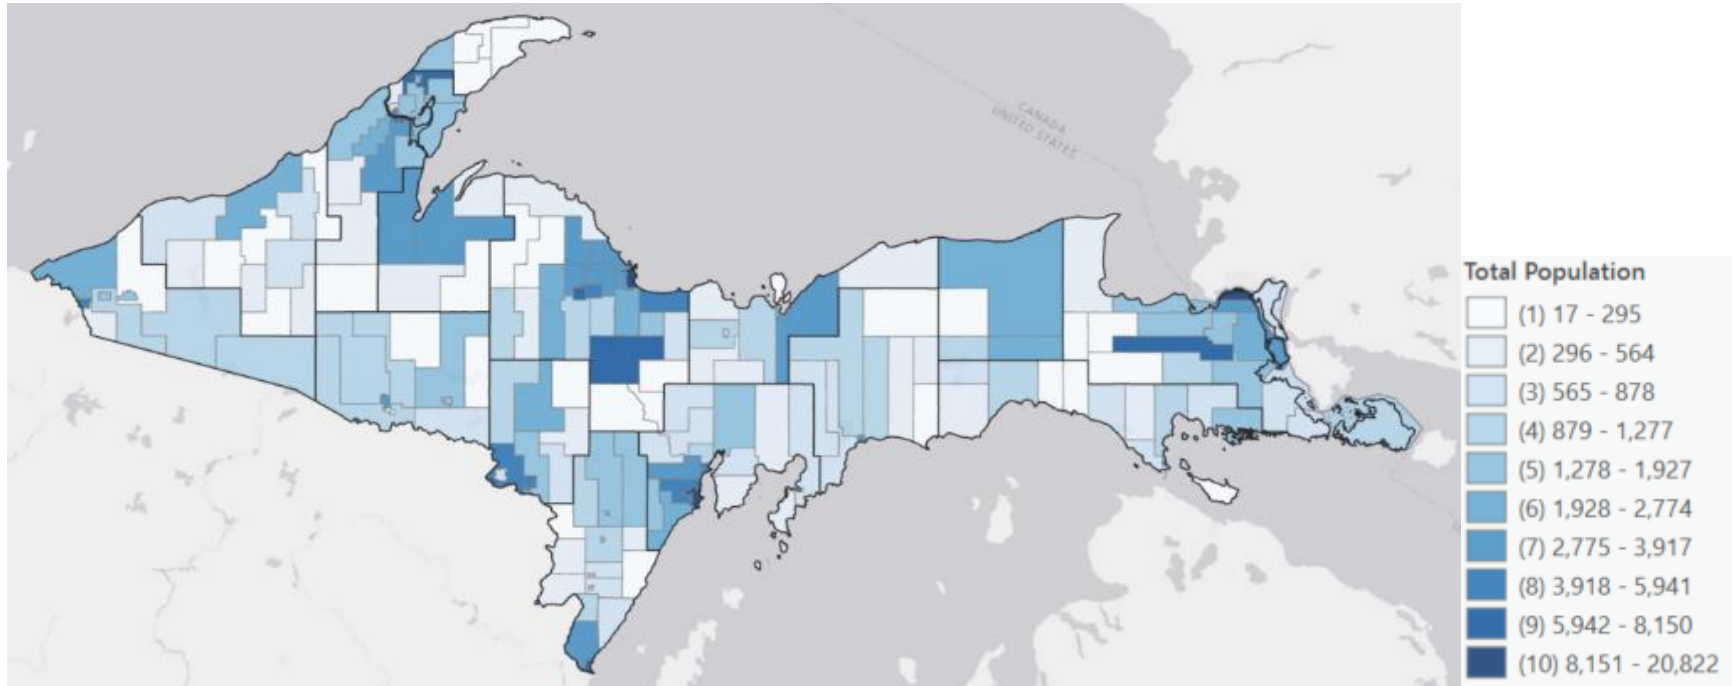 CANADA
UNITED STATES
Total Population
(1) 17 - 295
(2) 296 - 564
(3) 565 - 878
(4) 879 - 1,277
(5) 1,278 - 1,927
(6) 1,928 - 2,774
(7) 2,775 - 3,917
(8) 3,918 - 5,941
(9) 5,942 - 8,150
(10) 8,151 - 20,822